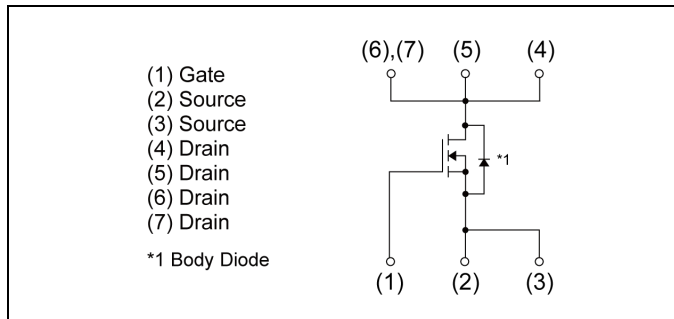 (1) Gate
(2) Source
(3) Source
(4) Drain
(5) Drain
(6) Drain
(7) Drain
*1 Body Diode
(6),(7) (5) (4)
*1
(1) (2) (3)